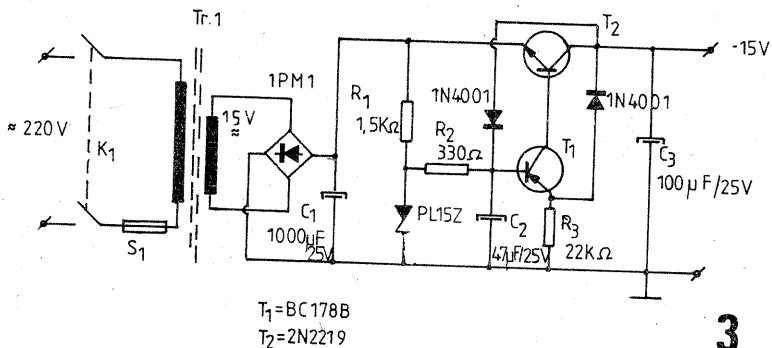 Tr.1
T2
-15V
1PM1
R1
1N4001
1N4001
15V
≈
1,5KΩ
R2
T1
≈ 220V
K1
330Ω
C3
100µF/25V
C1
PL15Z
C2
R3
S1
1000µF
25V
47µF/25V
22KΩ
T1=BC178B
T2=2N2219
3